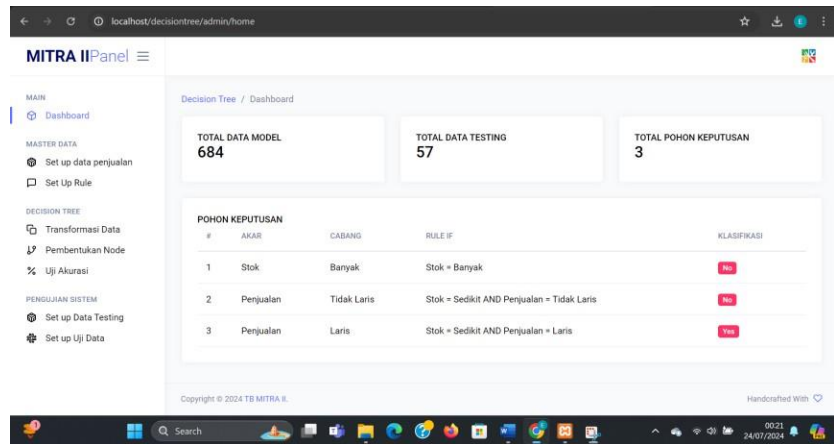 localhost/decisiontree/admin/home
MITRA IIPanel
MAIN
Dashboard
MASTER DATA
Set up data penjualan
Set Up Rule
DECISION TREE
Transformasi Data
Pembentukan Node
Uji Akurasi
PENGUJIAN SISTEM
Set up Data Testing
Set up Uji Data
Decision Tree / Dashboard
TOTAL DATA MODEL
684
TOTAL DATA TESTING
57
TOTAL POHON KEPUTUSAN
3
POHON KEPUTUSAN
# AKAR CABANG RULE IF KLASIFIKASI
1 Stok Banyak Stok = Banyak No
2 Penjualan Tidak Laris Stok = Sedikit AND Penjualan = Tidak Laris No
3 Penjualan Laris Stok = Sedikit AND Penjualan = Laris Yes
Copyright © 2024 TB MITRA II. Handcrafted With
Search
00:21
24/07/2024